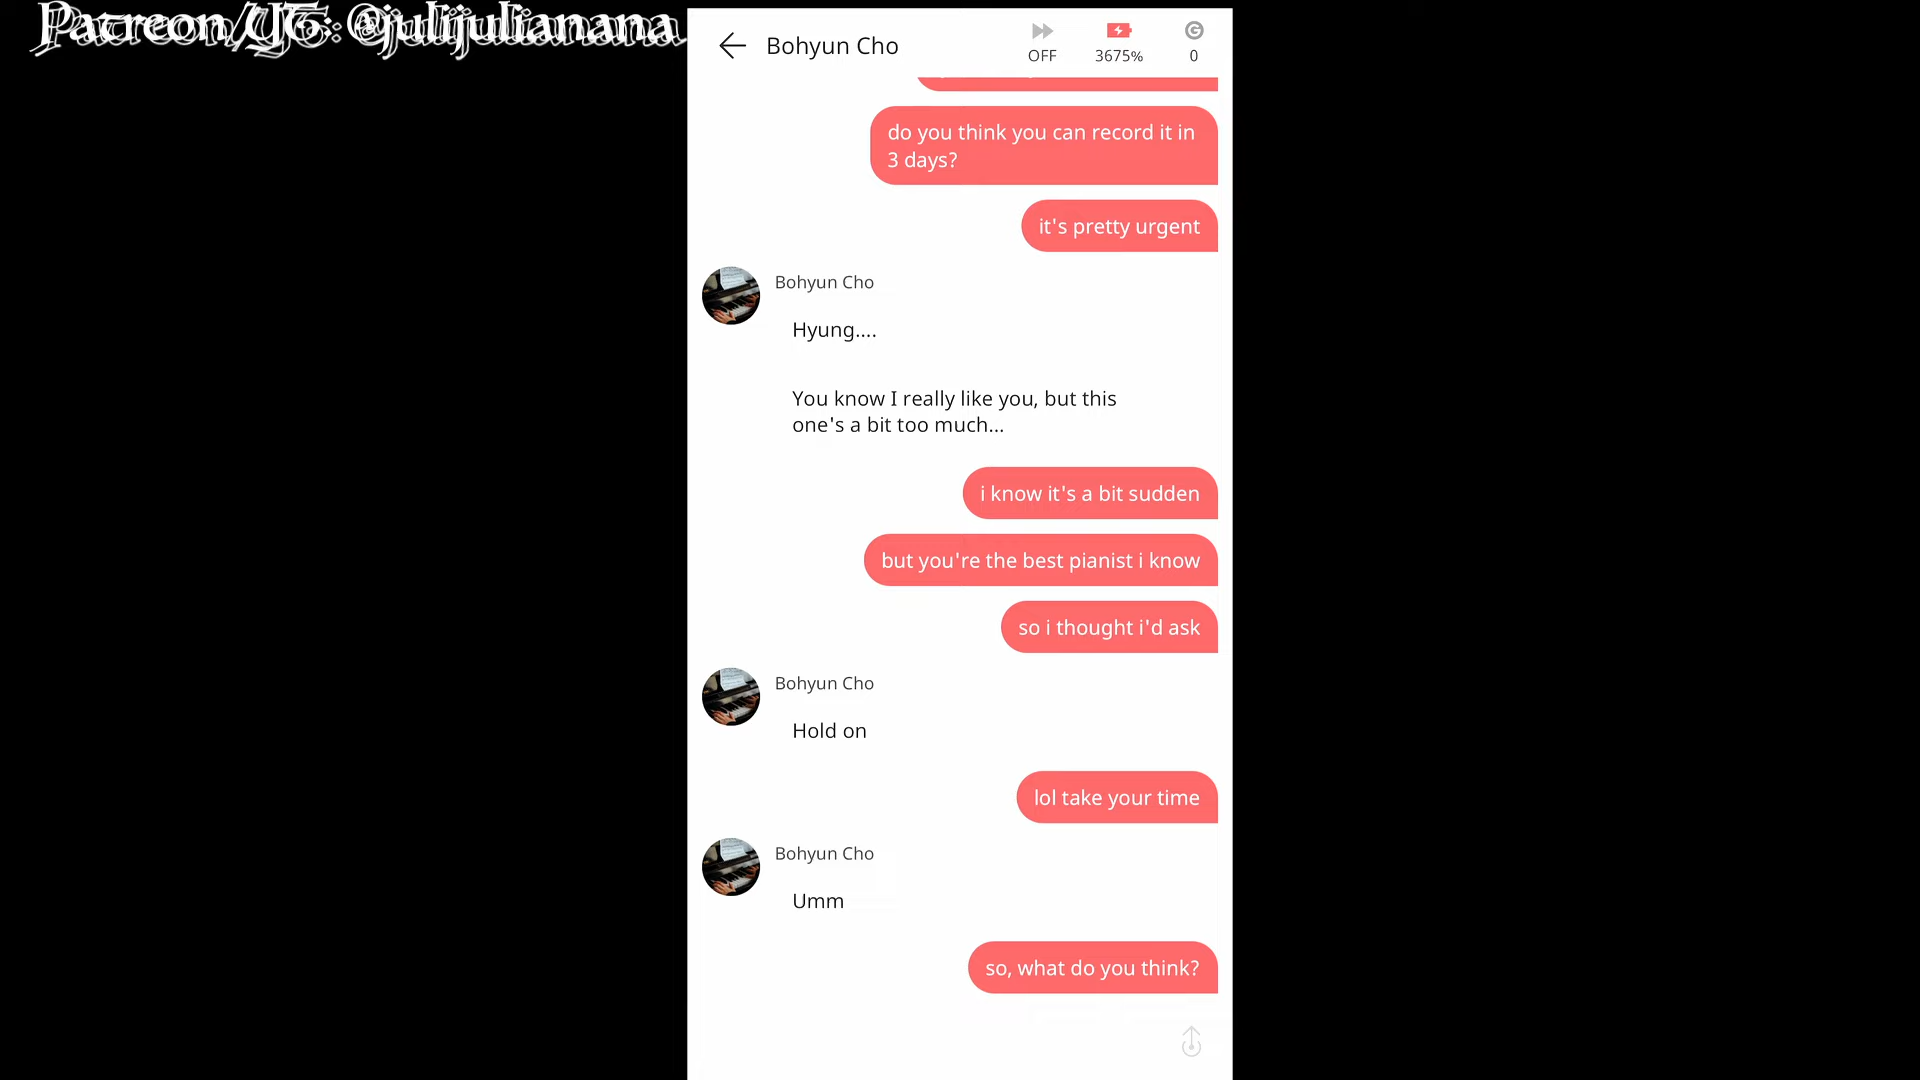 Patreon/YT: @julijulianana
Bohyun Cho
OFF
3675%
0
do you think you can record it in
3 days?
it's pretty urgent
Bohyun Cho
Hyung....
You know I really like you, but this
one's a bit too much...
i know it's a bit sudden
but you're the best pianist i know
so i thought i'd ask
Bohyun Cho
Hold on
lol take your time
Bohyun Cho
Umm
so, what do you think?